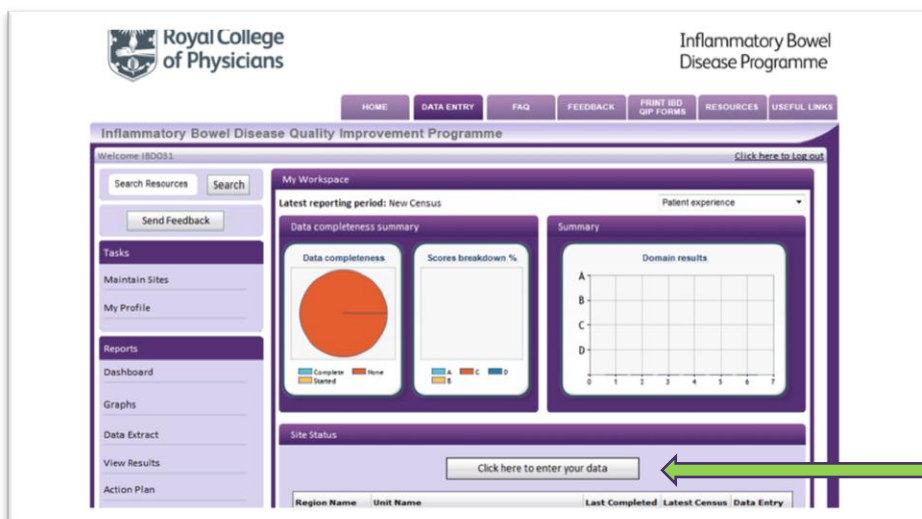 Royal College
of Physicians
Inflammatory Bowel
Disease Programme
HOME
DATA ENTRY
FAQ
FEEDBACK
PRINT IBD
QIP FORMS
RESOURCES
USEFUL LINKS
Inflammatory Bowel Disease Quality Improvement Programme
Welcome IBD031
Click here to Log out
Search Resources
Search
Send Feedback
Tasks
Maintain Sites
My Profile
Reports
Dashboard
Graphs
Data Extract
View Results
Action Plan
My Workspace
Latest reporting period: New Census
Patient experience
Data completeness summary
Data completeness
Complete
None
Started
Scores breakdown %
A
C
D
B
Summary
Domain results
A
B
C
D
0 1 2 3 4 5 6 7
Site Status
Click here to enter your data
Region Name Unit Name Last Completed Latest Census Data Entry